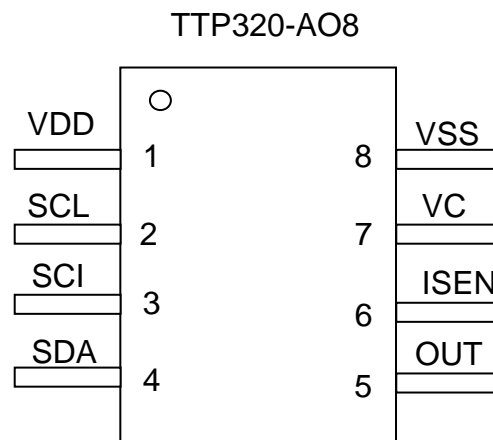 TTP320-AO8
VDD 1 8 VSS
SCL 2 7 VC
SCI 3 6 ISEN
SDA 4 5 OUT